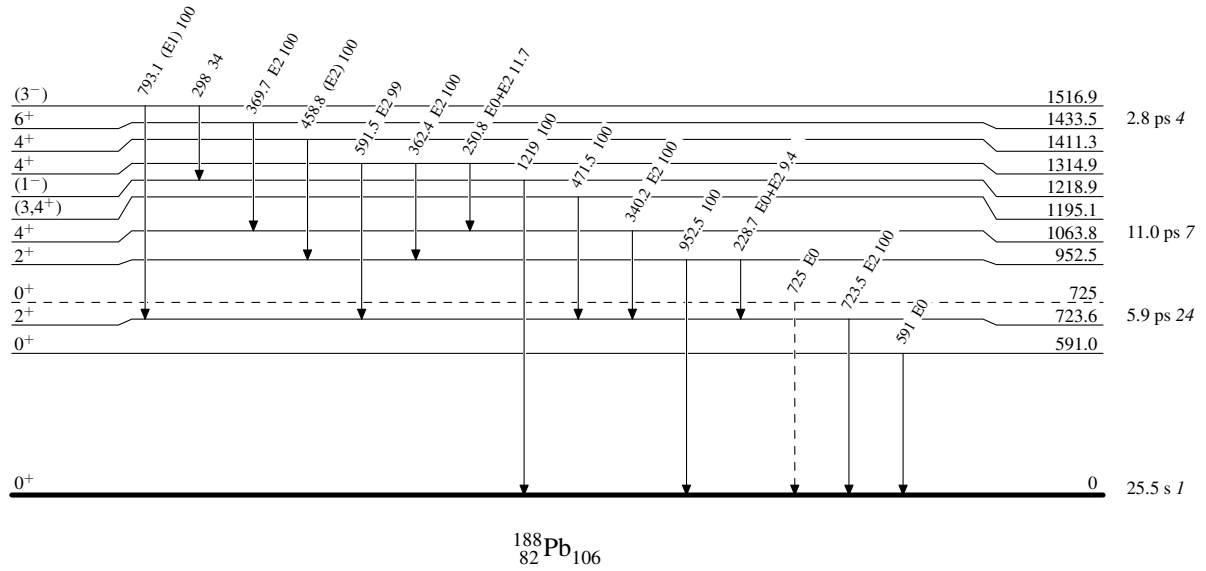 793.1 (E1) 100
298 34
369.7 E2 100
458.8 (E2) 100
591.5 E2 99
362.4 E2 100
250.8 E0+E2 11.7
1219 100
471.5 100
340.2 E2 100
952.5 100
228.7 E0+E2 9.4
725 E0
723.5 E2 100
591 E0
(3⁻) 1516.9
6⁺ 1433.5 2.8 ps 4
4⁺ 1411.3
4⁺ 1314.9
(1⁻) 1218.9
(3,4⁺) 1195.1
4⁺ 1063.8 11.0 ps 7
2⁺ 952.5
0⁺ 725
2⁺ 723.6 5.9 ps 24
0⁺ 591.0
0⁺ 0 25.5 s 1
¹⁸⁸₈₂Pb₁₀₆